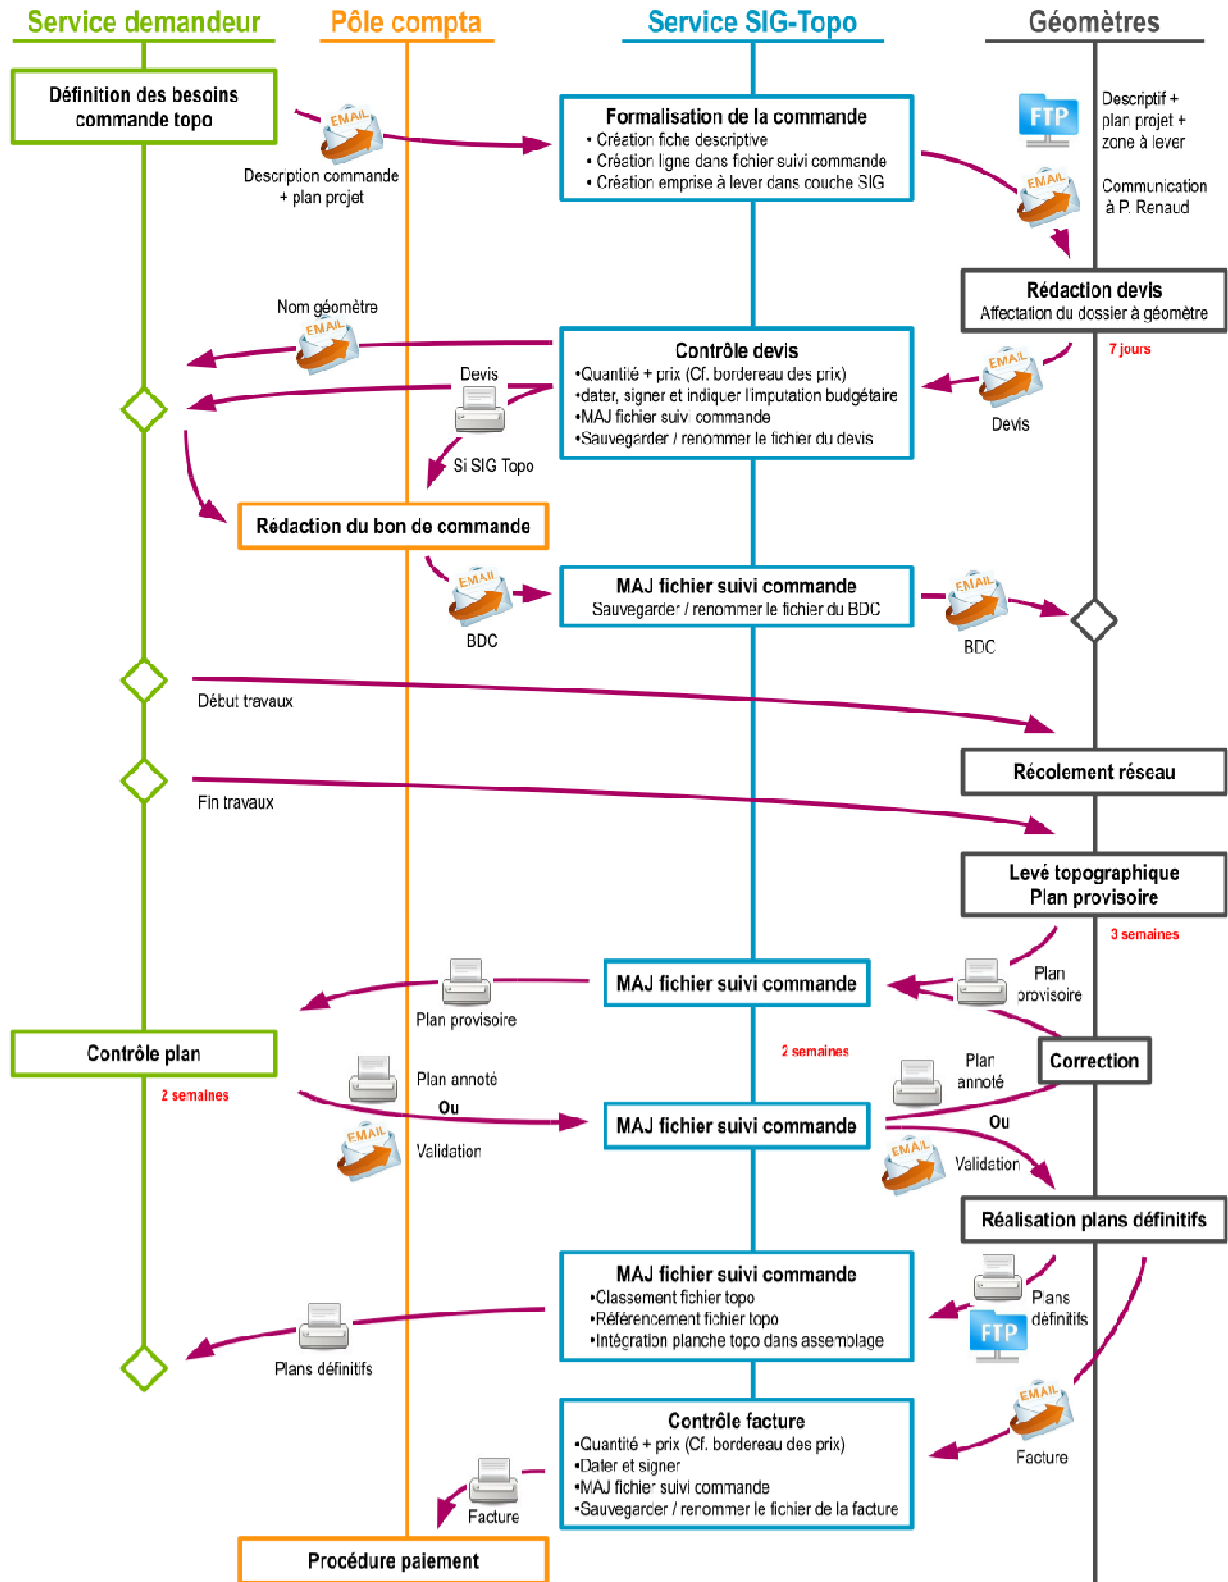 Service demandeur
Pôle compta
Service SIG-Topo
Géomètres
Définition des besoins
commande topo
EMAIL
Description commande
+ plan projet
Formalisation de la commande
• Création fiche descriptive
• Création ligne dans fichier suivi commande
• Création emprise à lever dans couche SIG
FTP
Descriptif +
plan projet +
zone à lever
EMAIL
Communication
à P. Renaud
Rédaction devis
Affectation du dossier à géomètre
7 jours
Nom géomètre
EMAIL
Contrôle devis
•Quantité + prix (Cf. bordereau des prix)
•dater, signer et indiquer l'imputation budgétaire
•MAJ fichier suivi commande
•Sauvegarder / renommer le fichier du devis
EMAIL
Devis
Devis
Si SIG Topo
Rédaction du bon de commande
EMAIL
BDC
MAJ fichier suivi commande
Sauvegarder / renommer le fichier du BDC
EMAIL
BDC
Début travaux
Récolement réseau
Fin travaux
Levé topographique
Plan provisoire
3 semaines
Plan
provisoire
MAJ fichier suivi commande
Plan provisoire
Contrôle plan
2 semaines
2 semaines
Correction
Plan annoté
Ou
EMAIL
Validation
MAJ fichier suivi commande
Plan
annoté
Ou
EMAIL
Validation
Réalisation plans définitifs
MAJ fichier suivi commande
•Classement fichier topo
•Référencement fichier topo
•Intégration planche topo dans assemblage
Plans
définitifs
FTP
Plans définitifs
EMAIL
Facture
Contrôle facture
•Quantité + prix (Cf. bordereau des prix)
•Dater et signer
•MAJ fichier suivi commande
•Sauvegarder / renommer le fichier de la facture
Facture
Procédure paiement